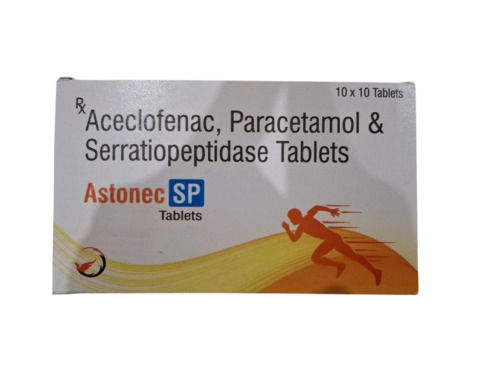 10 x 10 Tablets
Rx Aceclofenac, Paracetamol &
Serratiopeptidase Tablets
Astonec SP
Tablets